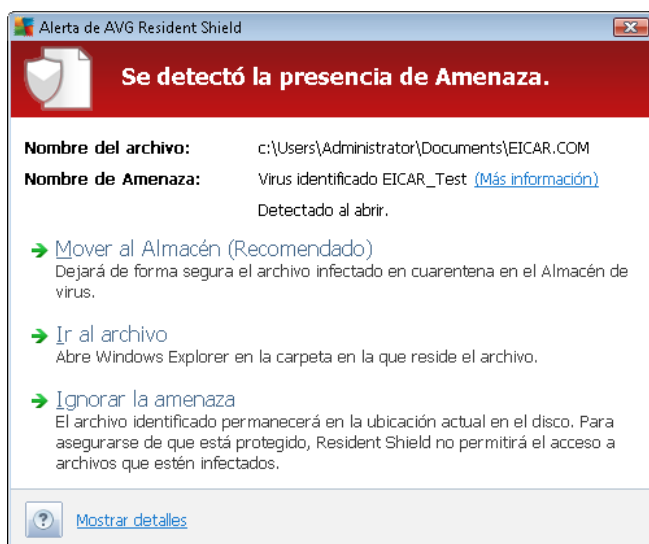 Alerta de AVG Resident Shield
Se detectó la presencia de Amenaza.
Nombre del archivo: c:\Users\Administrator\Documents\EICAR.COM
Nombre de Amenaza: Virus identificado EICAR_Test (Más información)
Detectado al abrir.
Mover al Almacén (Recomendado)
Dejará de forma segura el archivo infectado en cuarentena en el Almacén de
virus.
Ir al archivo
Abre Windows Explorer en la carpeta en la que reside el archivo.
Ignorar la amenaza
El archivo identificado permanecerá en la ubicación actual en el disco. Para
asegurarse de que está protegido, Resident Shield no permitirá el acceso a
archivos que estén infectados.
Mostrar detalles